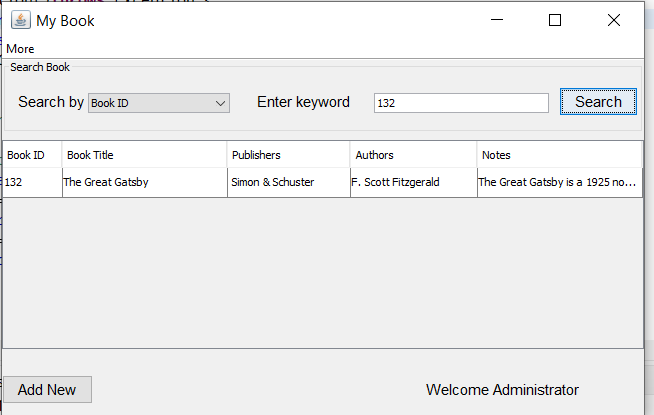 My Book
More
Search Book
Search by Book ID Enter keyword 132 Search
Book ID Book Title Publishers Authors Notes
132 The Great Gatsby Simon & Schuster F. Scott Fitzgerald The Great Gatsby is a 1925 no...
Add New Welcome Administrator